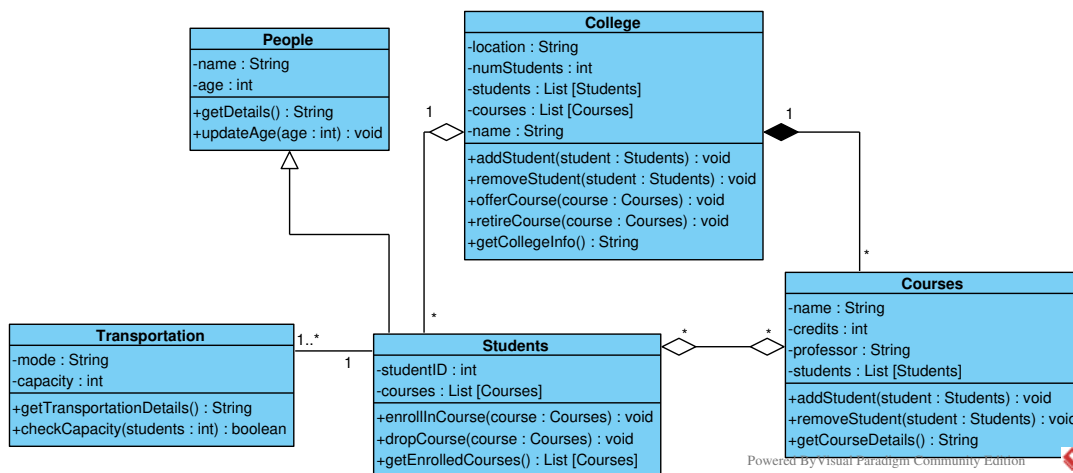 People
-name : String
-age : int
+getDetails() : String
+updateAge(age : int) : void
College
-location : String
-numStudents : int
-students : List [Students]
-courses : List [Courses]
-name : String
+addStudent(student : Students) : void
+removeStudent(student : Students) : void
+offerCourse(course : Courses) : void
+retireCourse(course : Courses) : void
+getCollegeInfo() : String
1
1
*
*
Transportation
-mode : String
-capacity : int
+getTransportationDetails() : String
+checkCapacity(students : int) : boolean
1..*
1
Students
-studentID : int
-courses : List [Courses]
+enrollInCourse(course : Courses) : void
+dropCourse(course : Courses) : void
+getEnrolledCourses() : List [Courses]
*
*
Courses
-name : String
-credits : int
-professor : String
-students : List [Students]
+addStudent(student : Students) : void
+removeStudent(student : Students) : void
+getCourseDetails() : String
Powered ByVisual Paradigm Community Edition